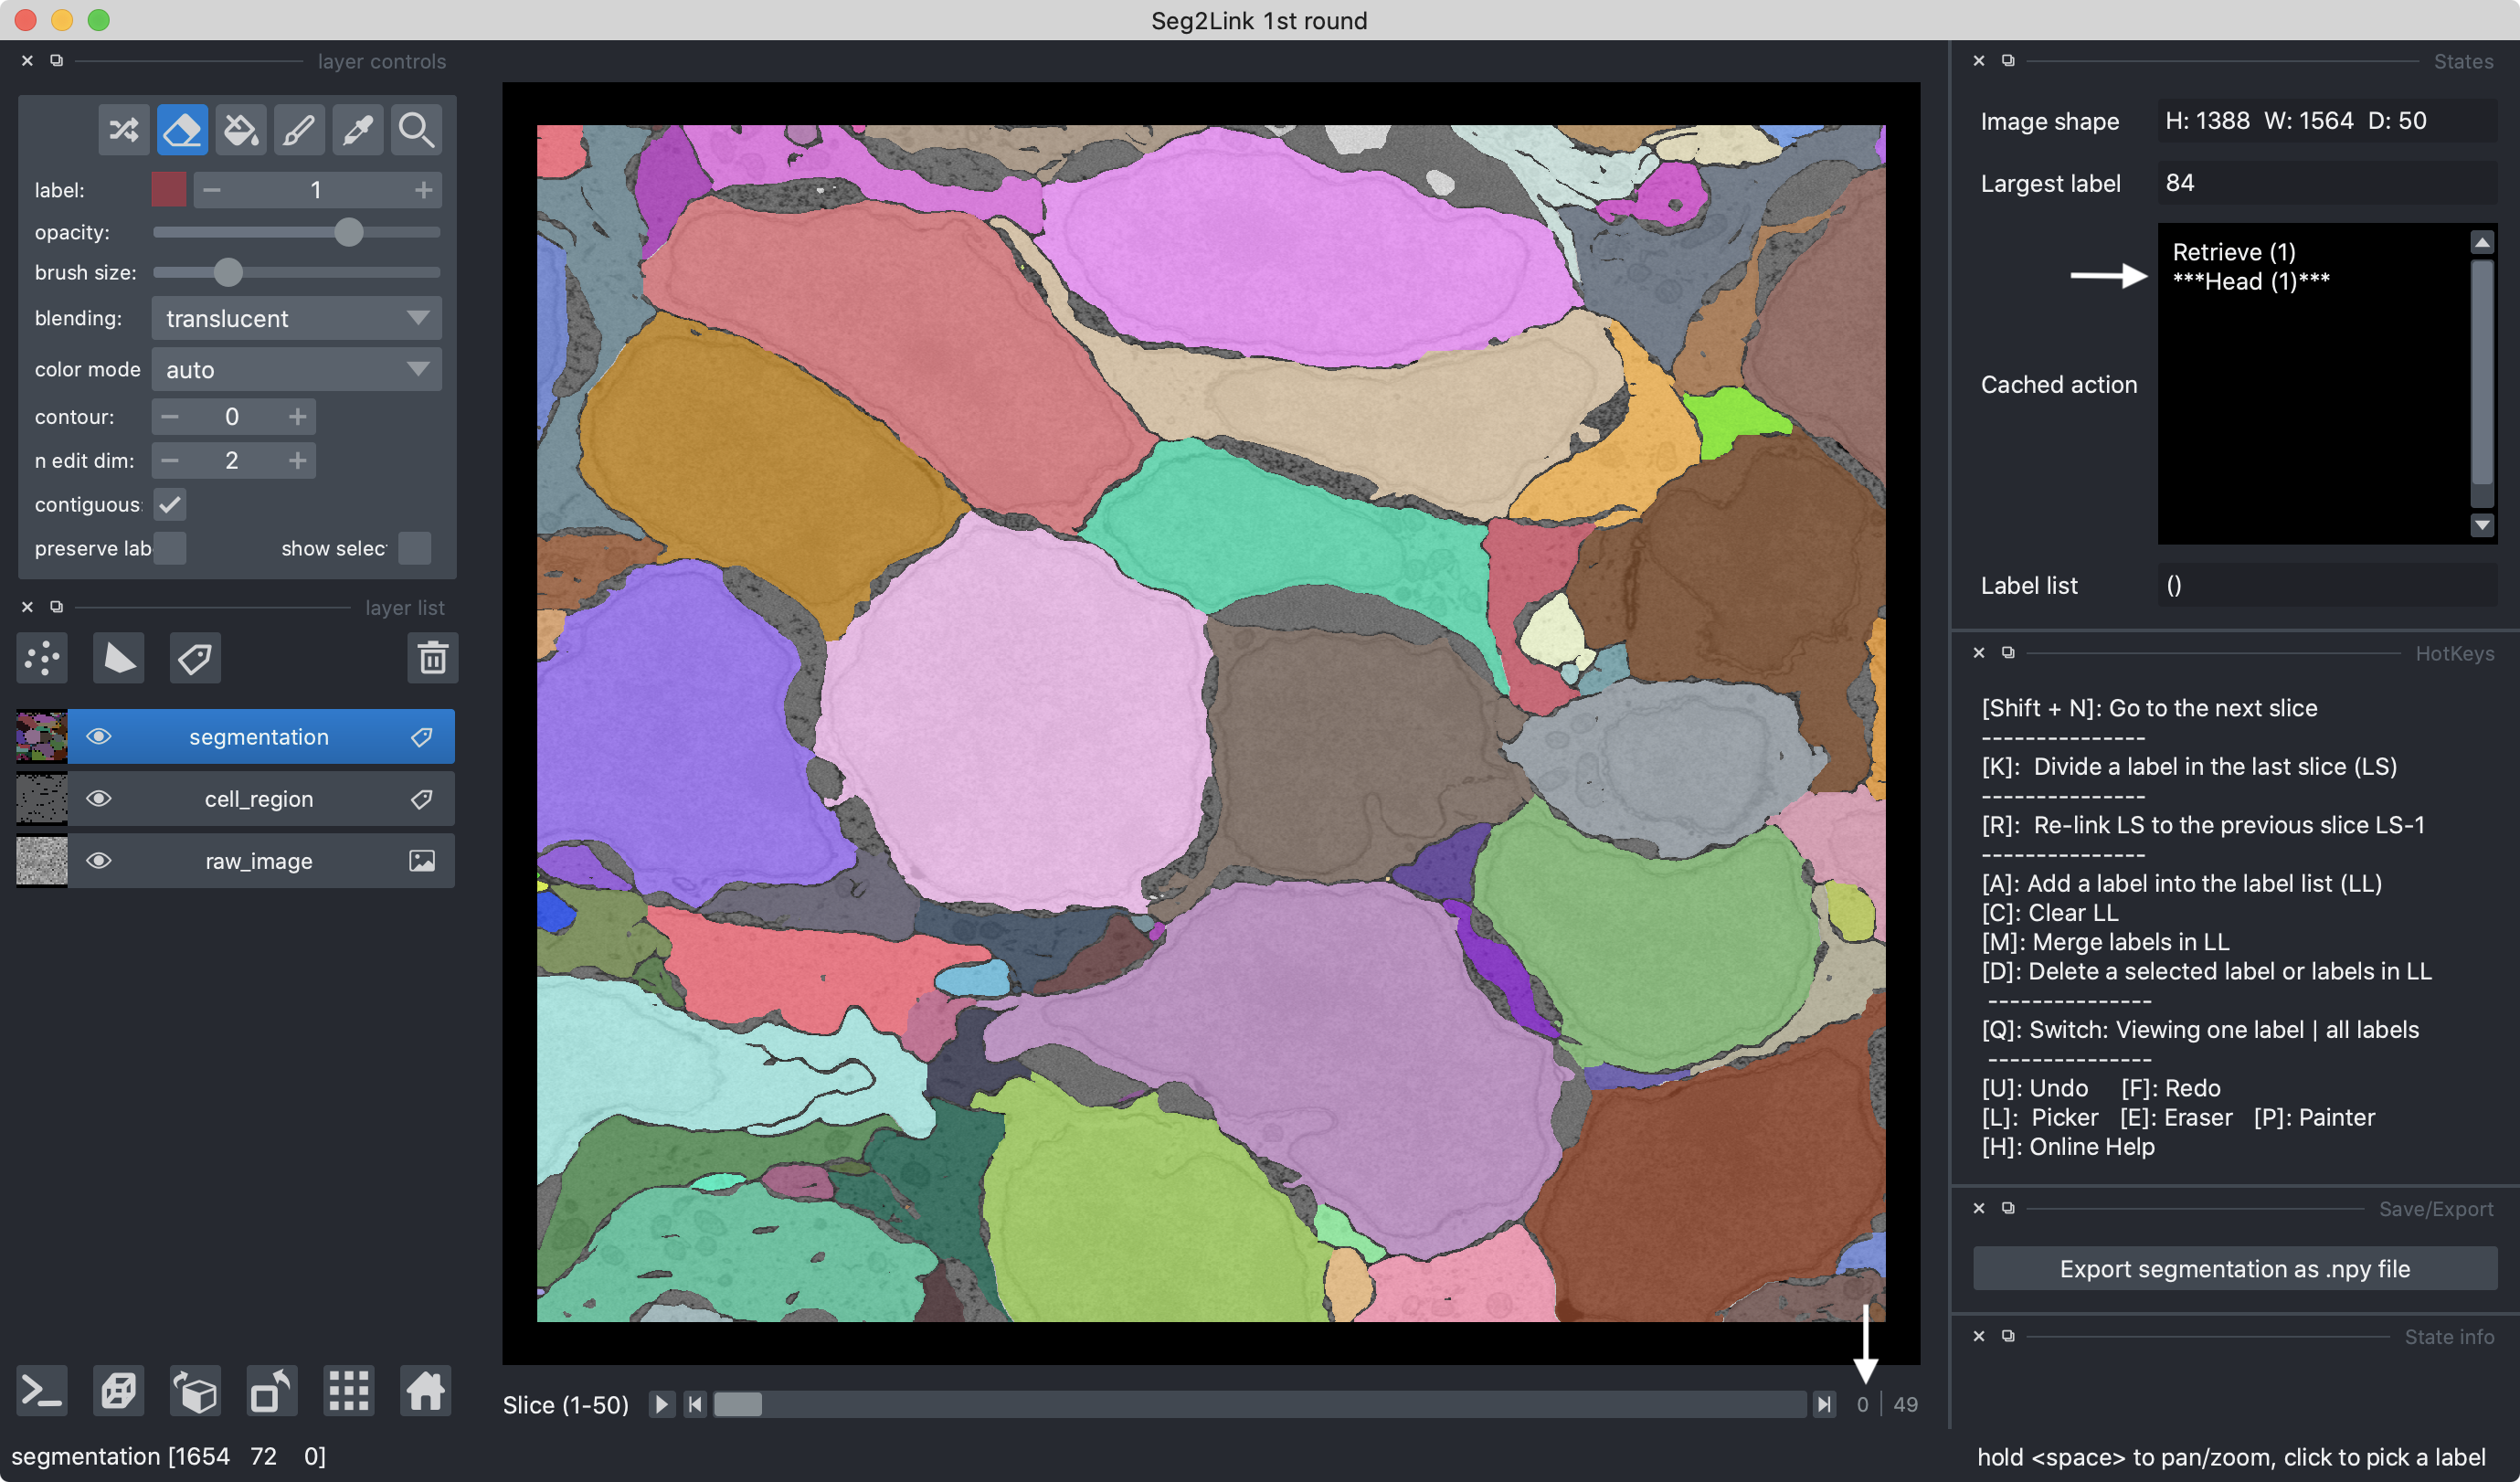 Seg2Link 1st round
layer controls
label:
1
opacity:
brush size:
blending:
translucent
color mode
auto
contour:
0
n edit dim:
2
contiguous:
preserve lab
show selec
layer list
segmentation
cell_region
raw_image
Slice (1-50)
0 | 49
segmentation [1654 72 0]
States
Image shape
H: 1388 W: 1564 D: 50
Largest label
84
Cached action
Retrieve (1)
***Head (1)***
Label list
()
HotKeys
[Shift + N]: Go to the next slice
---------------
[K]: Divide a label in the last slice (LS)
---------------
[R]: Re-link LS to the previous slice LS-1
---------------
[A]: Add a label into the label list (LL)
[C]: Clear LL
[M]: Merge labels in LL
[D]: Delete a selected label or labels in LL
---------------
[Q]: Switch: Viewing one label | all labels
---------------
[U]: Undo [F]: Redo
[L]: Picker [E]: Eraser [P]: Painter
[H]: Online Help
Save/Export
Export segmentation as .npy file
State info
hold <space> to pan/zoom, click to pick a label